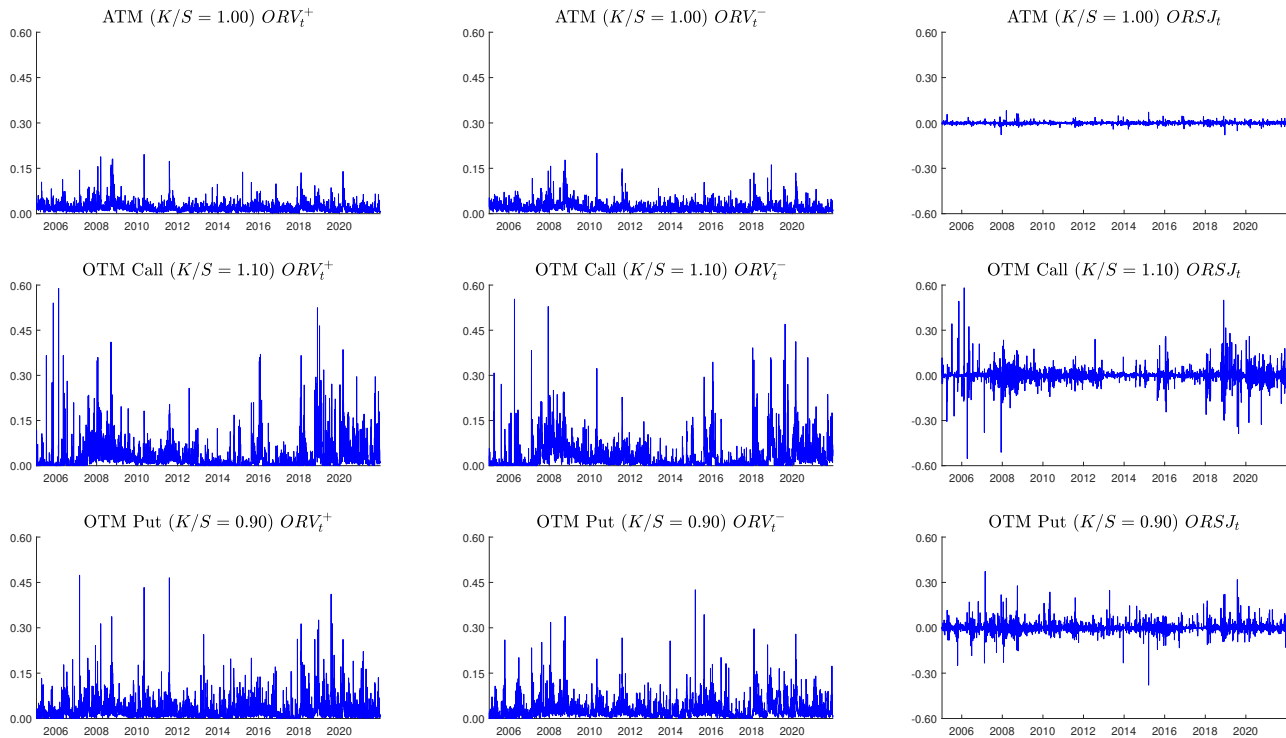 ATM (K/S = 1.00) ORV_t^+
0.60
0.45
0.30
0.15
0.00
2006 2008 2010 2012 2014 2016 2018 2020
ATM (K/S = 1.00) ORV_t^-
0.60
0.45
0.30
0.15
0.00
2006 2008 2010 2012 2014 2016 2018 2020
ATM (K/S = 1.00) ORSJ_t
0.60
0.30
0.00
-0.30
-0.60
2006 2008 2010 2012 2014 2016 2018 2020
OTM Call (K/S = 1.10) ORV_t^+
0.60
0.45
0.30
0.15
0.00
2006 2008 2010 2012 2014 2016 2018 2020
OTM Call (K/S = 1.10) ORV_t^-
0.60
0.45
0.30
0.15
0.00
2006 2008 2010 2012 2014 2016 2018 2020
OTM Call (K/S = 1.10) ORSJ_t
0.60
0.30
0.00
-0.30
-0.60
2006 2008 2010 2012 2014 2016 2018 2020
OTM Put (K/S = 0.90) ORV_t^+
0.60
0.45
0.30
0.15
0.00
2006 2008 2010 2012 2014 2016 2018 2020
OTM Put (K/S = 0.90) ORV_t^-
0.60
0.45
0.30
0.15
0.00
2006 2008 2010 2012 2014 2016 2018 2020
OTM Put (K/S = 0.90) ORSJ_t
0.60
0.30
0.00
-0.30
-0.60
2006 2008 2010 2012 2014 2016 2018 2020